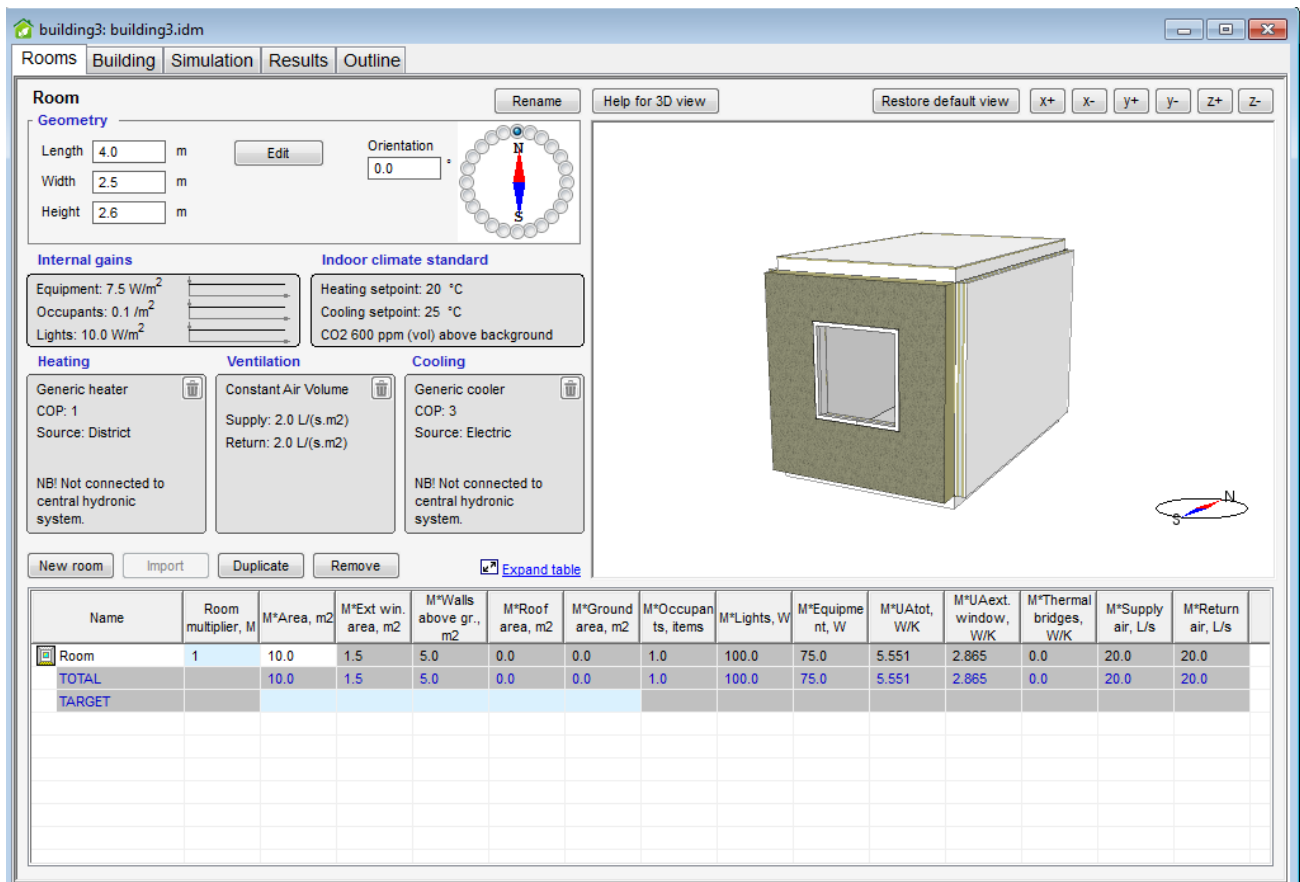 building3: building3.idm
Rooms Building Simulation Results Outline
Room
Rename
Help for 3D view
Restore default view
x+ x- y+ y- z+ z-
Geometry
Length 4.0 m
Edit
Orientation
0.0 °
Width 2.5 m
Height 2.6 m
N
S
Internal gains
Equipment: 7.5 W/m2
Occupants: 0.1 /m2
Lights: 10.0 W/m2
Indoor climate standard
Heating setpoint: 20 °C
Cooling setpoint: 25 °C
CO2 600 ppm (vol) above background
Heating
Generic heater
COP: 1
Source: District
NB! Not connected to
central hydronic
system.
Ventilation
Constant Air Volume
Supply: 2.0 L/(s.m2)
Return: 2.0 L/(s.m2)
Cooling
Generic cooler
COP: 3
Source: Electric
NB! Not connected to
central hydronic
system.
N
S
New room Import Duplicate Remove Expand table
Name
Room
multiplier, M
M*Area, m2
M*Ext win.
area, m2
M*Walls
above gr.,
m2
M*Roof
area, m2
M*Ground
area, m2
M*Occupan
ts, items
M*Lights, W
M*Equipme
nt, W
M*UAtot,
W/K
M*UAext.
window,
W/K
M*Thermal
bridges,
W/K
M*Supply
air, L/s
M*Return
air, L/s
Room 1 10.0 1.5 5.0 0.0 0.0 1.0 100.0 75.0 5.551 2.865 0.0 20.0 20.0
TOTAL 10.0 1.5 5.0 0.0 0.0 1.0 100.0 75.0 5.551 2.865 0.0 20.0 20.0
TARGET